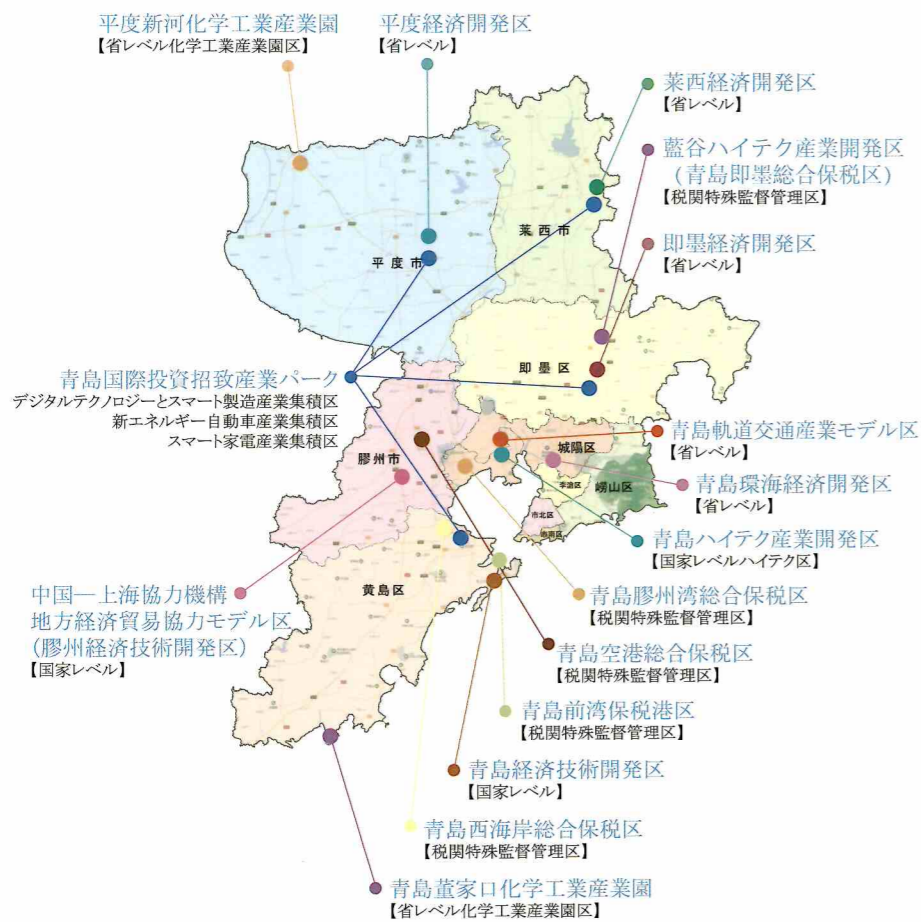 平度新河化学工業産業園
【省レベル化学工業産業園区】
平度経済開発区
【省レベル】
莱西経済開発区
【省レベル】
藍谷ハイテク産業開発区
(青島即墨総合保税区)
【税関特殊監督管理区】
即墨経済開発区
【省レベル】
莱西市
平度市
即墨区
青島国際投資招致産業パーク
デジタルテクノロジーとスマート製造産業集積区
新エネルギー自動車産業集積区
スマート家電産業集積区
膠州市
城陽区
李滄区
崂山区
市北区
市南区
黄島区
青島軌道交通産業モデル区
【省レベル】
青島環海経済開発区
【省レベル】
青島ハイテク産業開発区
【国家レベルハイテク区】
中国—上海協力機構
地方経済貿易協力モデル区
(膠州経済技術開発区)
【国家レベル】
青島膠州湾総合保税区
【税関特殊監督管理区】
青島空港総合保税区
【税関特殊監督管理区】
青島前湾保税港区
【税関特殊監督管理区】
青島経済技術開発区
【国家レベル】
青島西海岸総合保税区
【税関特殊監督管理区】
青島董家口化学工業産業園
【省レベル化学工業産業園区】